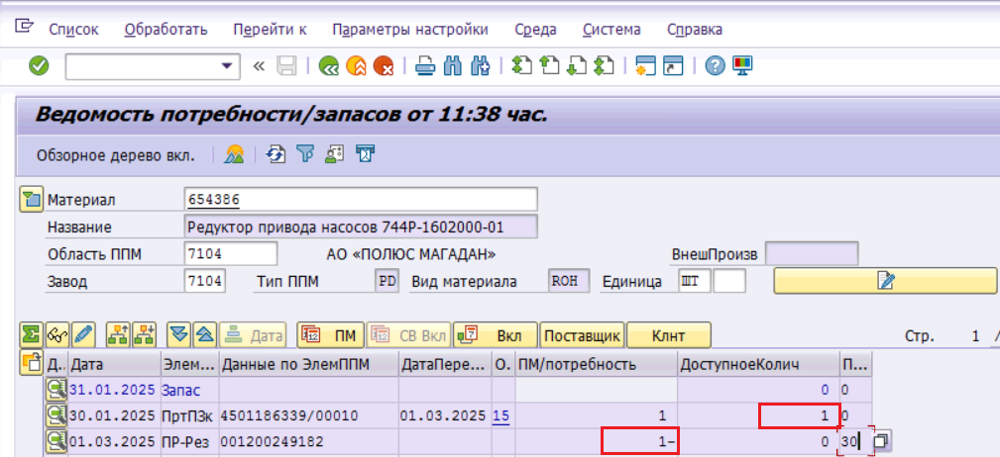 Список Обработать Перейти к Параметры настройки Среда Система Справка
Ведомость потребности/запасов от 11:38 час.
Обзорное дерево вкл.
Материал 654386
Название Редуктор привода насосов 744Р-1602000-01
Область ППМ 7104 АО «ПОЛЮС МАГАДАН» ВнешПроизв
Завод 7104 Тип ППМ PD Вид материала ROH Единица ШТ
Дата ПМ СВ Вкл Вкл Поставщик Клнт Стр. 1 /
Д.. Дата Элем... Данные по ЭлемППМ ДатаПере... О. ПМ/потребность ДоступноеКолич П...
31.01.2025 Запас 0 0
30.01.2025 ПртПЗк 4501186339/00010 01.03.2025 15 1 1 0
01.03.2025 ПР-Рез 001200249182 1- 0 30